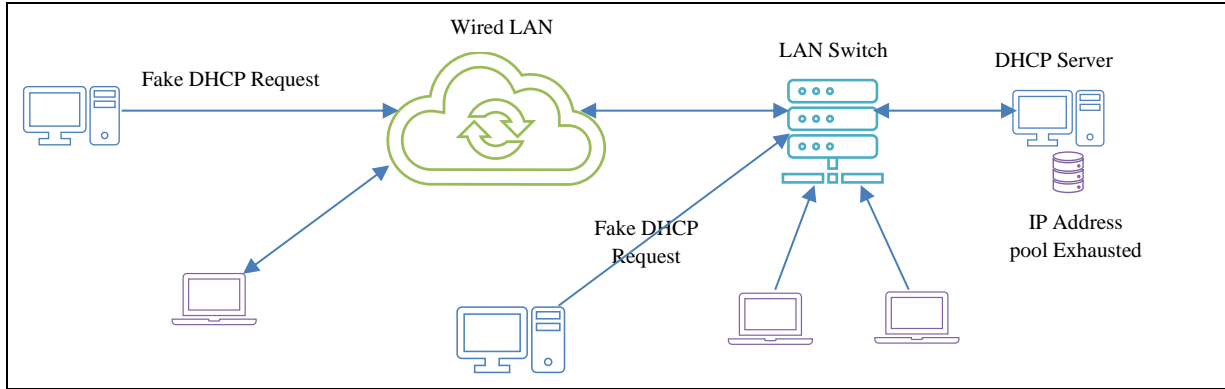 Wired LAN
LAN Switch
DHCP Server
Fake DHCP Request
Fake DHCP
Request
IP Address
pool Exhausted